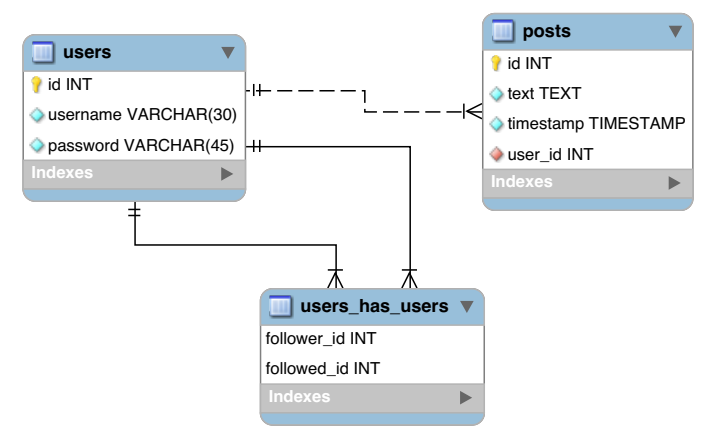 users
id INT
username VARCHAR(30)
password VARCHAR(45)
Indexes
posts
id INT
text TEXT
timestamp TIMESTAMP
user_id INT
Indexes
users_has_users
follower_id INT
followed_id INT
Indexes